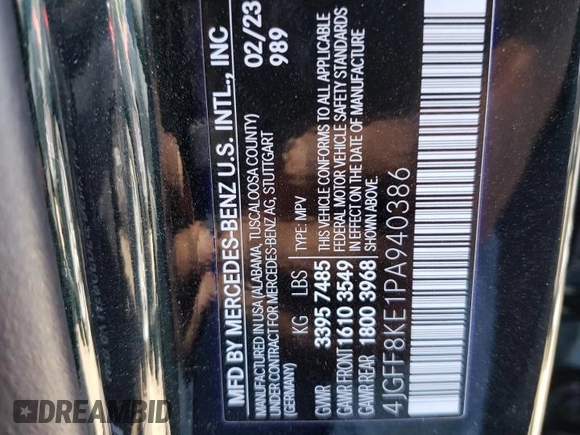 MFD BY MERCEDES-BENZ U.S. INTL., INC
MANUFACTURED IN USA (ALABAMA, TUSCALOOSA COUNTY)
UNDER CONTRACT FOR MERCEDES-BENZ AG, STUTTGART
(GERMANY)
02/23
989
KG LBS TYPE: MPV
GVWR 3395 7485
GAWR FRONT 1610 3549
GAWR REAR 1800 3968
THIS VEHICLE CONFORMS TO ALL APPLICABLE
FEDERAL MOTOR VEHICLE SAFETY STANDARDS
IN EFFECT ON THE DATE OF MANUFACTURE
SHOWN ABOVE.
4JGFF8KE1PA940386
DREAMBID